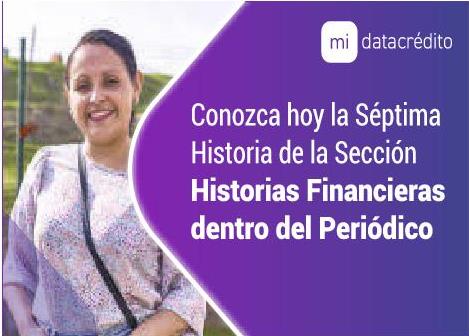 mi datacrédito
Conozca hoy la Séptima
Historia de la Sección
Historias Financieras
dentro del Periódico